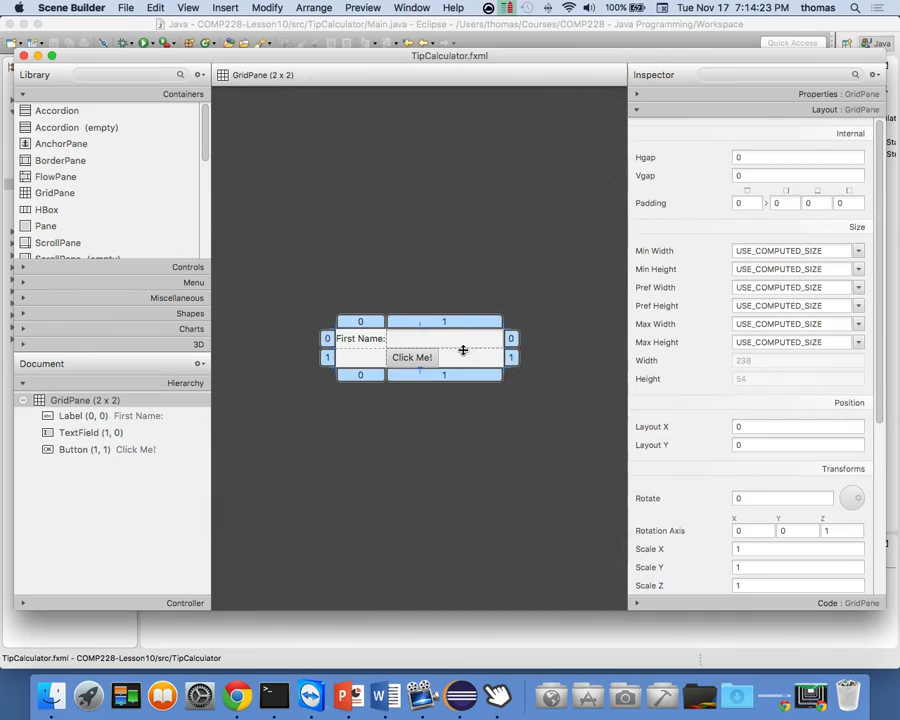 Scene Builder File Edit View Insert Modify Arrange Preview Window Help 100% Tue Nov 17 7:14:23 PM thomas
Java - COMP228-Lesson10/src/TipCalculator/Main.java - Eclipse - /Users/thomas/Courses/COMP228 - Java Programming/Workspace
Quick Access Java
TipCalculator.fxml
Library
GridPane (2 x 2)
Inspector
Containers
Accordion
Accordion (empty)
AnchorPane
BorderPane
FlowPane
GridPane
HBox
Pane
ScrollPane
ScrollPane (empty)
Controls
Menu
Miscellaneous
Shapes
Charts
3D
Document
Hierarchy
GridPane (2 x 2)
Label (0, 0) First Name:
TextField (1, 0)
Button (1, 1) Click Me!
Controller
0 1
0 First Name: 0
1 Click Me! 1
0 1
Properties : GridPane
Layout : GridPane
Internal
Hgap 0
Vgap 0
Padding 0 > 0 0 0
Size
Min Width USE_COMPUTED_SIZE
Min Height USE_COMPUTED_SIZE
Pref Width USE_COMPUTED_SIZE
Pref Height USE_COMPUTED_SIZE
Max Width USE_COMPUTED_SIZE
Max Height USE_COMPUTED_SIZE
Width 238
Height 54
Position
Layout X 0
Layout Y 0
Transforms
Rotate 0
X Y Z
Rotation Axis 0 0 1
Scale X 1
Scale Y 1
Scale Z 1
Code : GridPane
TipCalculator.fxml - COMP228-Lesson10/src/TipCalculator